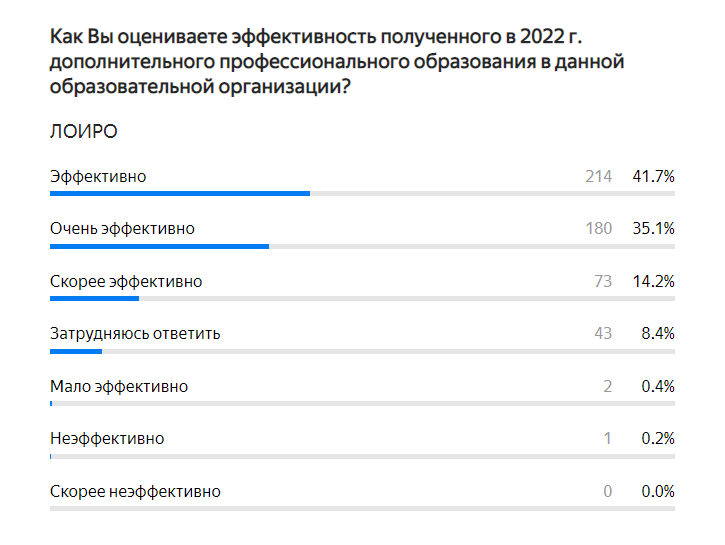 Как Вы оцениваете эффективность полученного в 2022 г.
дополнительного профессионального образования в данной
образовательной организации?
ЛОИРО
Эффективно 214 41.7%
Очень эффективно 180 35.1%
Скорее эффективно 73 14.2%
Затрудняюсь ответить 43 8.4%
Мало эффективно 2 0.4%
Неэффективно 1 0.2%
Скорее неэффективно 0 0.0%